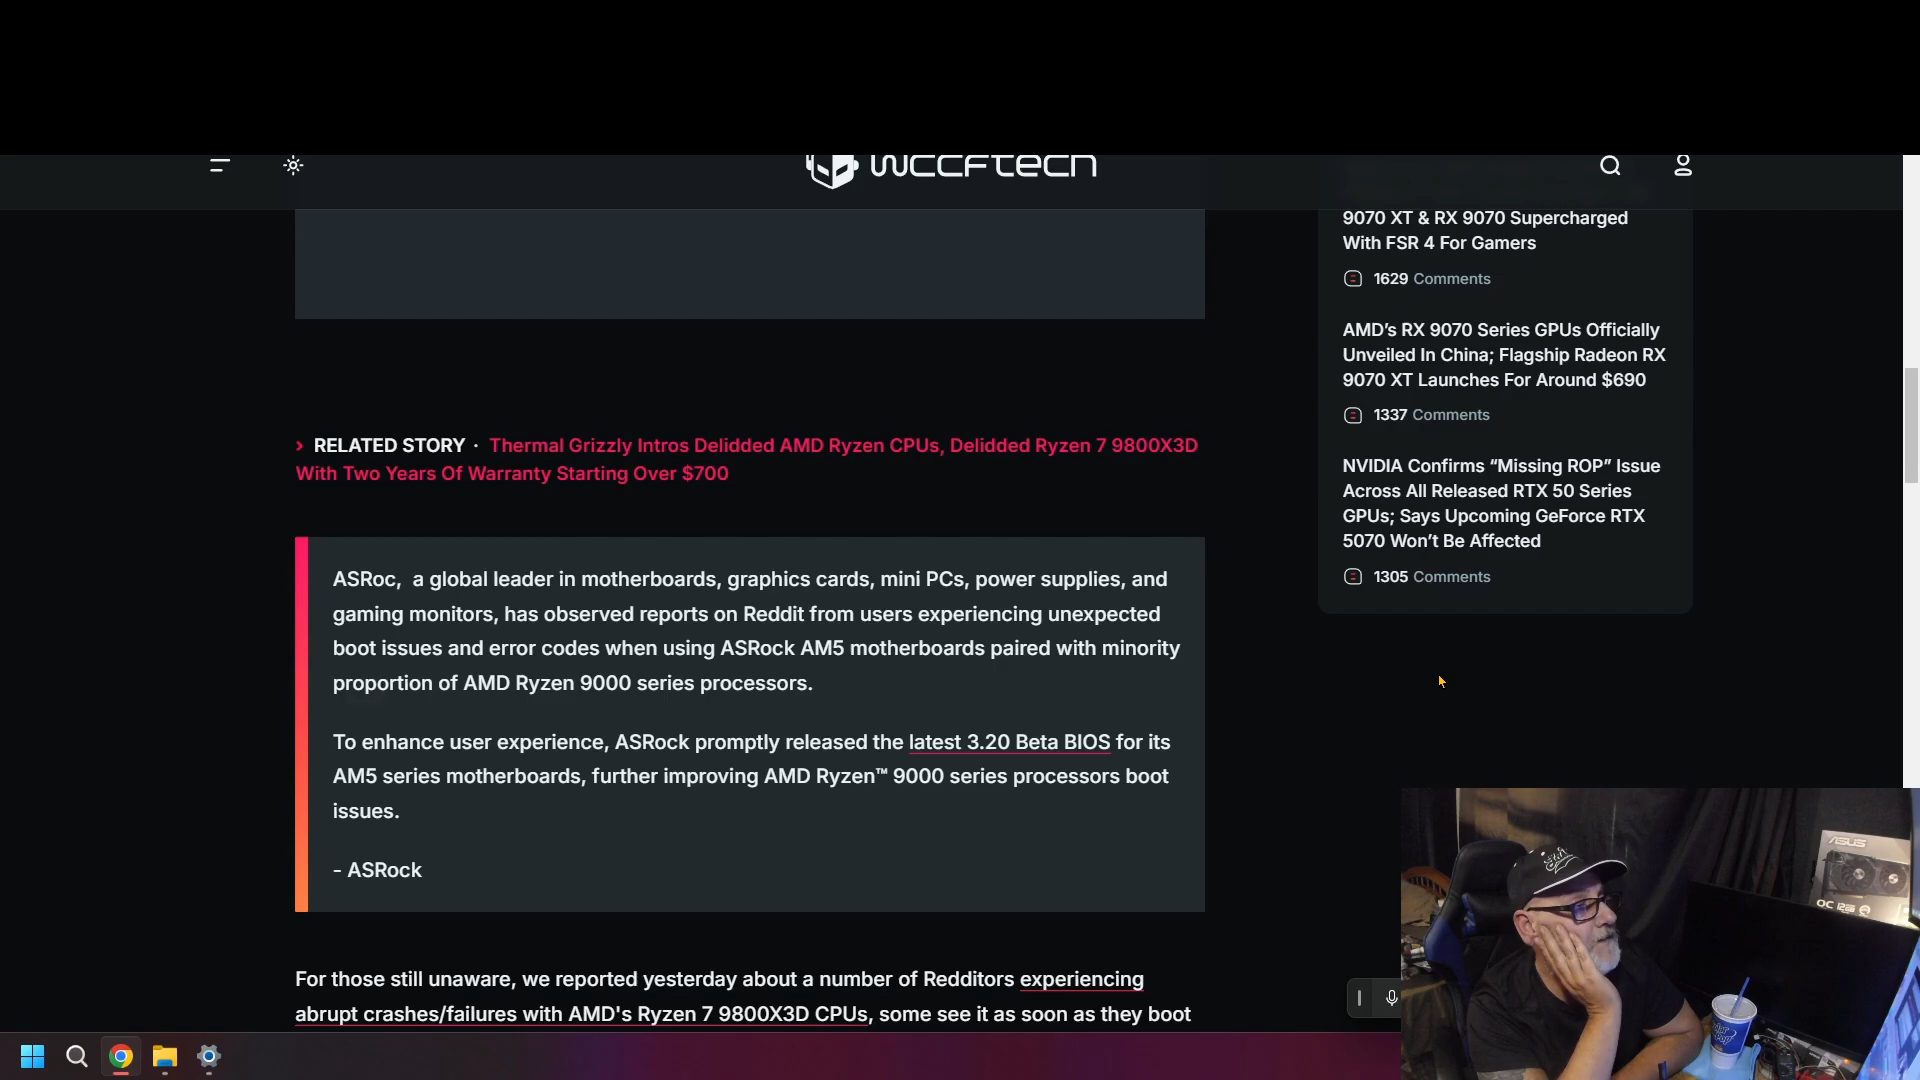 WCCFTECH
9070 XT & RX 9070 Supercharged
With FSR 4 For Gamers
1629 Comments
AMD’s RX 9070 Series GPUs Officially
Unveiled In China; Flagship Radeon RX
9070 XT Launches For Around $690
1337 Comments
NVIDIA Confirms “Missing ROP” Issue
Across All Released RTX 50 Series
GPUs; Says Upcoming GeForce RTX
5070 Won’t Be Affected
1305 Comments
› RELATED STORY · Thermal Grizzly Intros Delidded AMD Ryzen CPUs, Delidded Ryzen 7 9800X3D
With Two Years Of Warranty Starting Over $700
ASRoc,  a global leader in motherboards, graphics cards, mini PCs, power supplies, and
gaming monitors, has observed reports on Reddit from users experiencing unexpected
boot issues and error codes when using ASRock AM5 motherboards paired with minority
proportion of AMD Ryzen 9000 series processors.
To enhance user experience, ASRock promptly released the latest 3.20 Beta BIOS for its
AM5 series motherboards, further improving AMD Ryzen™ 9000 series processors boot
issues.
- ASRock
For those still unaware, we reported yesterday about a number of Redditors experiencing
abrupt crashes/failures with AMD's Ryzen 7 9800X3D CPUs, some see it as soon as they boot
ASUS
OC 12GB